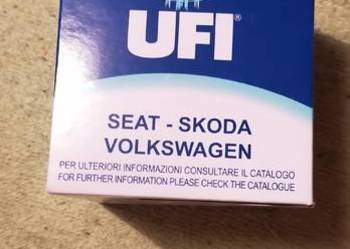 UFI®
SEAT - SKODA
VOLKSWAGEN
PER ULTERIORI INFORMAZIONI CONSULTARE IL CATALOGO
FOR FURTHER INFORMATION PLEASE CHECK THE CATALOGUE